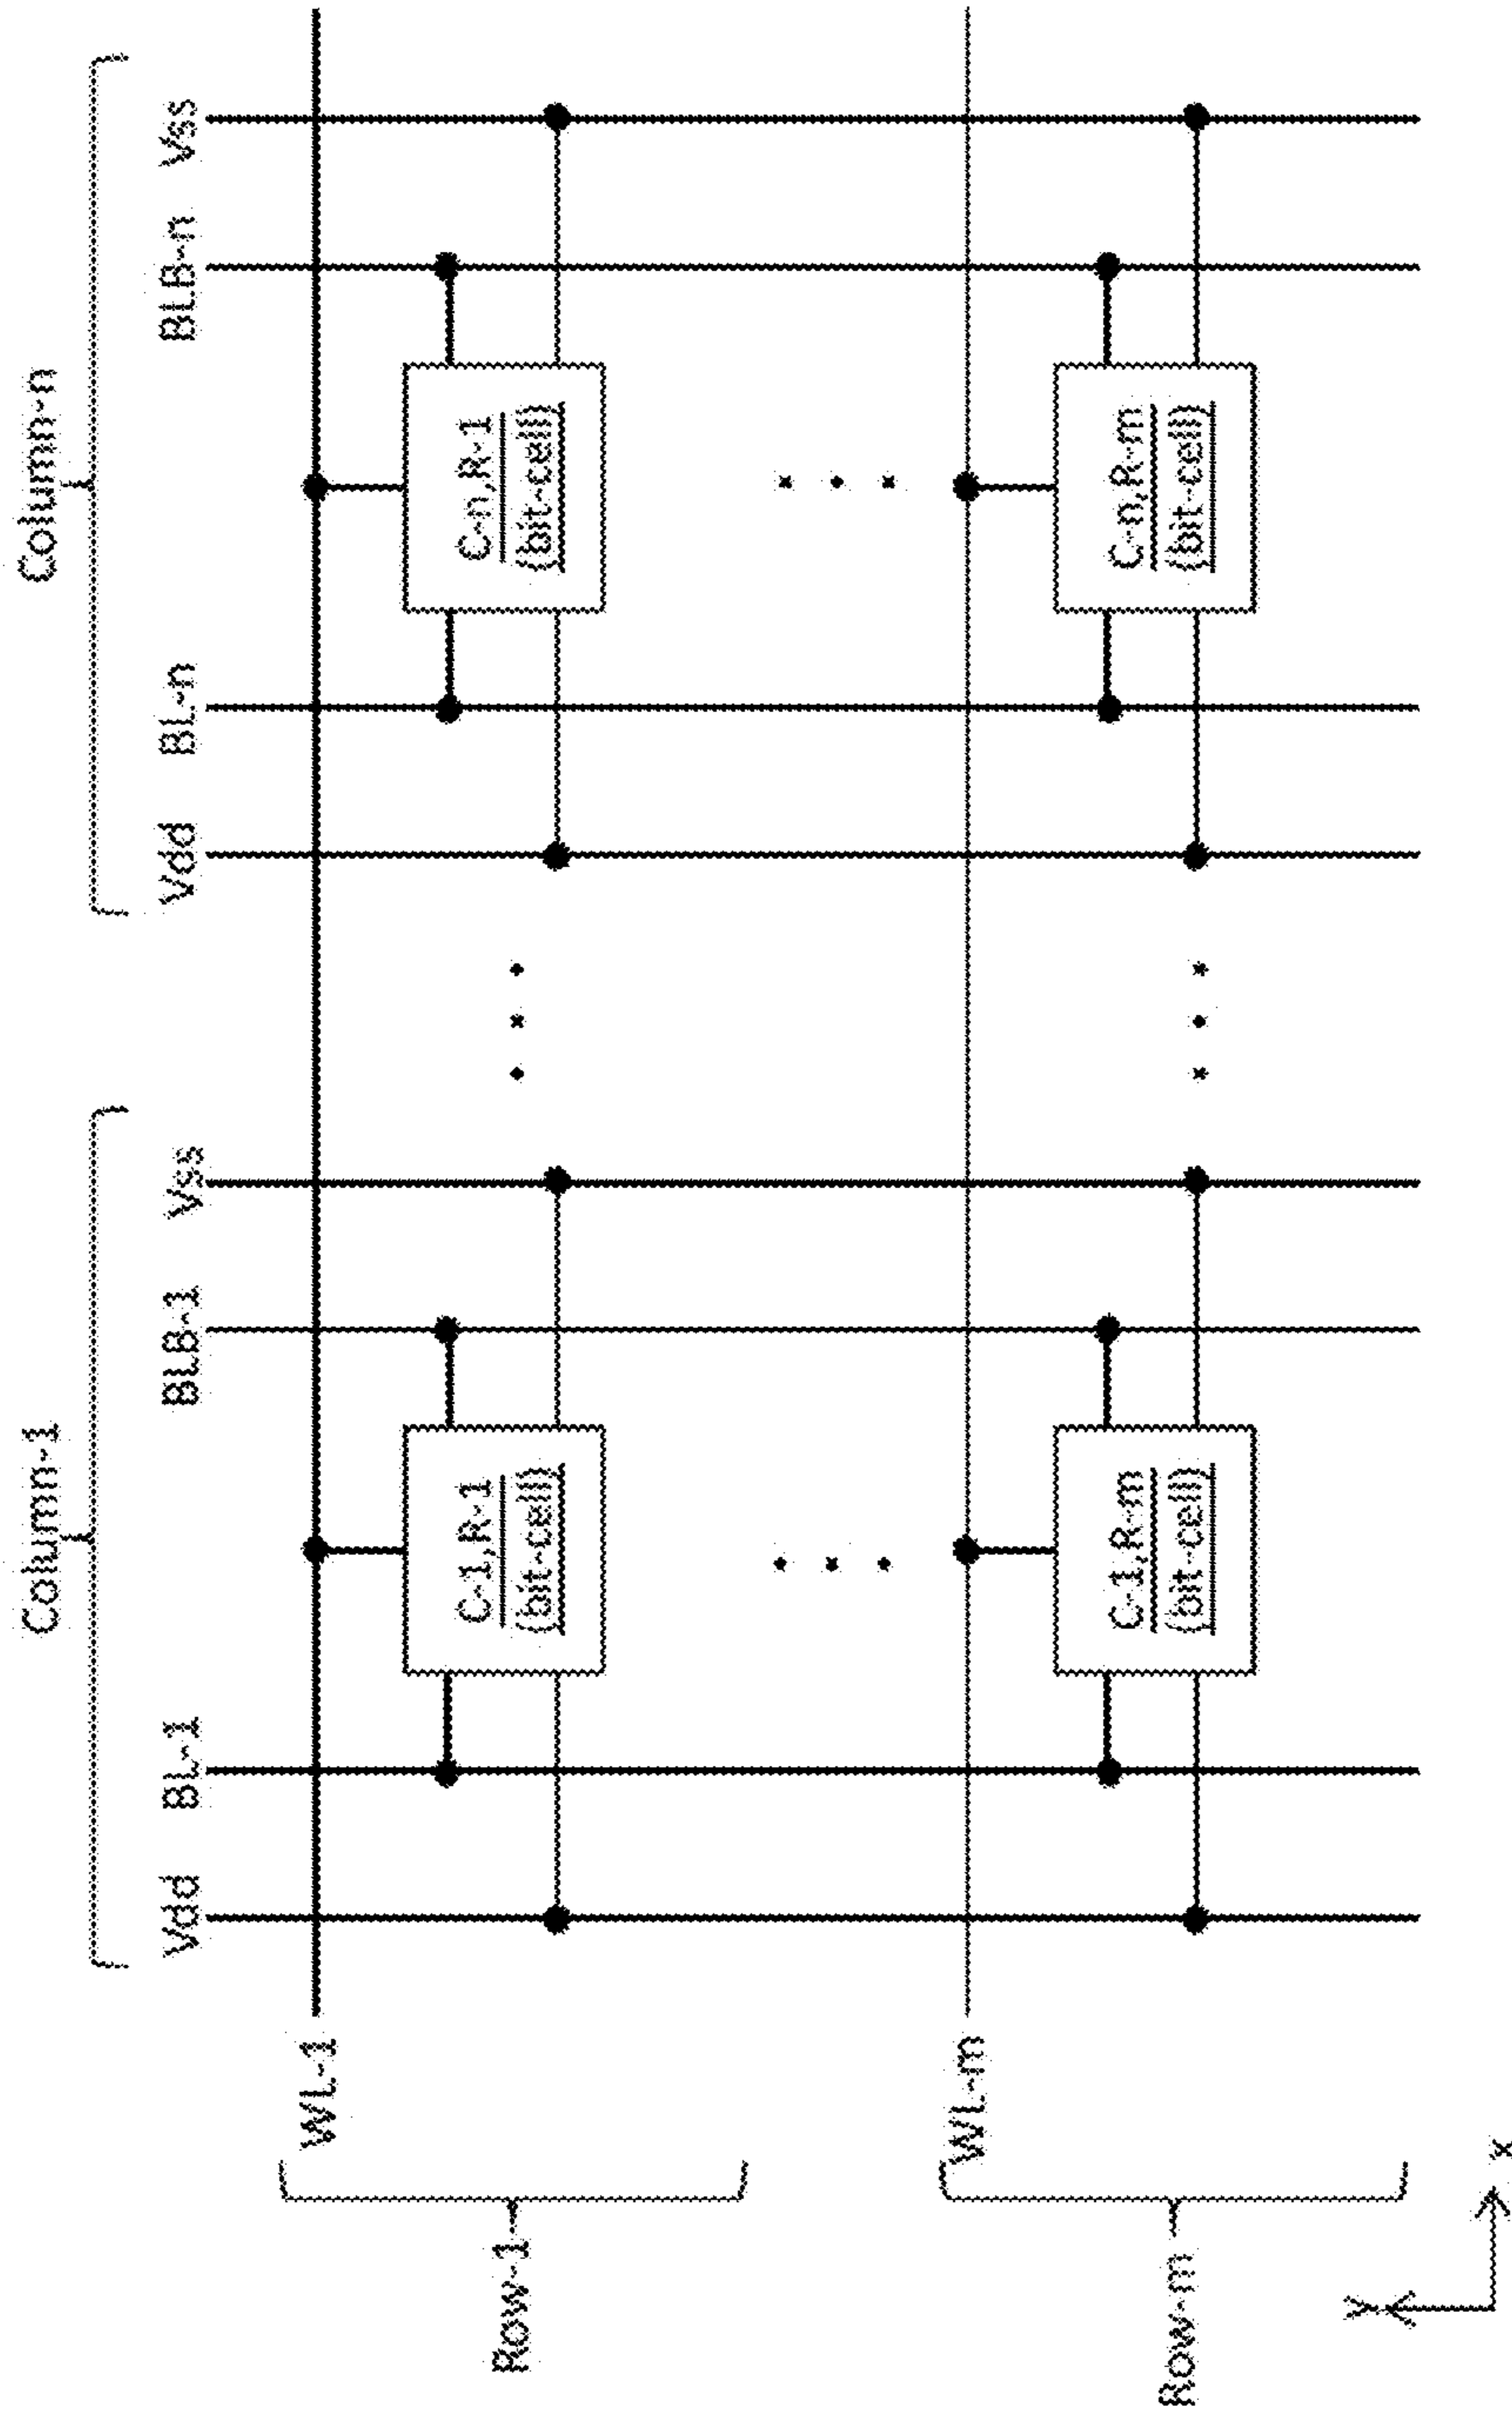 Column-1
Column-n
Vdd
BL-1
BLB-1
Vss
Vdd
BL-n
BLB-n
Vss
WL-1
Row-1
C-1,R-1
(bit-cell)
C-n,R-1
(bit-cell)
WL-m
Row-m
C-1,R-m
(bit-cell)
C-n,R-m
(bit-cell)
y
x